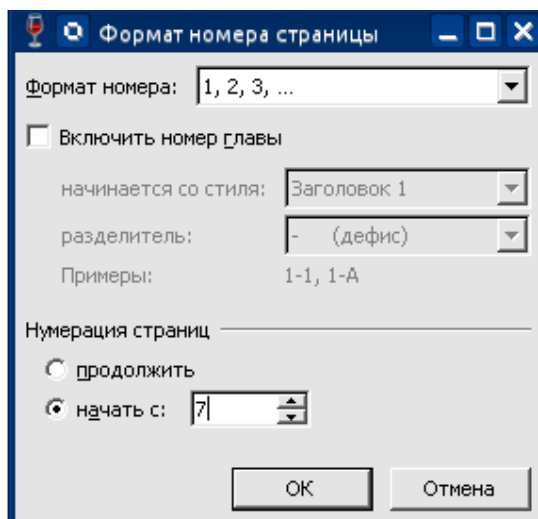 Формат номера страницы
Формат номера: 1, 2, 3, ...
Включить номер главы
начинается со стиля: Заголовок 1
разделитель: - (дефис)
Примеры: 1-1, 1-A
Нумерация страниц
продолжить
начать с: 7
ОК Отмена